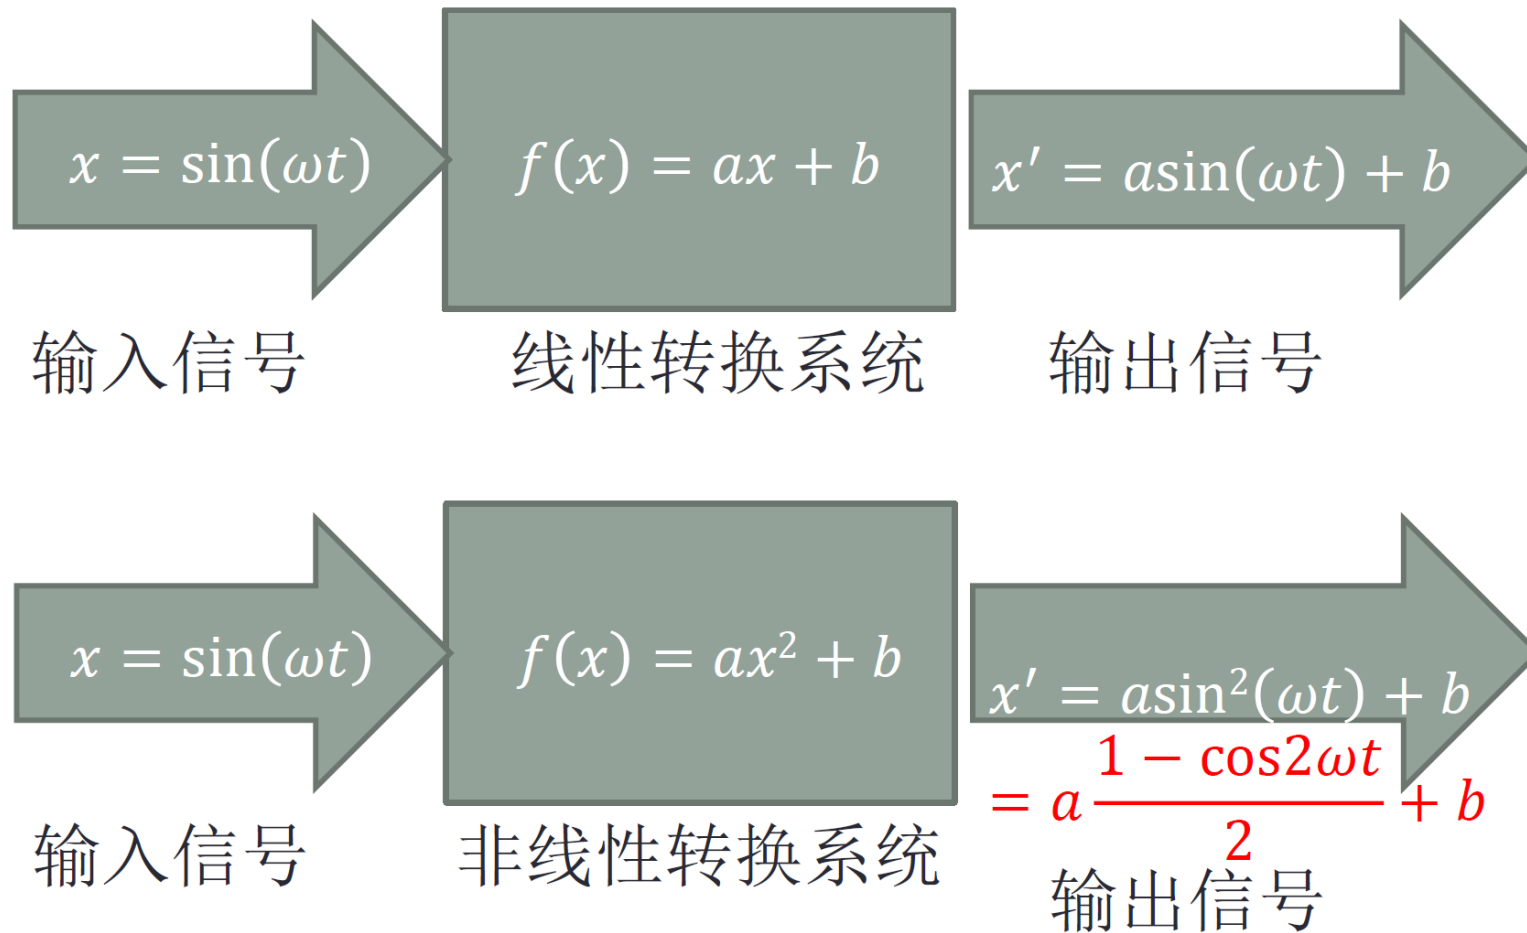 x = sin(ωt)
f(x) = ax + b
x′ = asin(ωt) + b
输入信号
线性转换系统
输出信号
x = sin(ωt)
f(x) = ax² + b
x′ = asin²(ωt) + b
= a (1 − cos2ωt)/2 + b
输入信号
非线性转换系统
输出信号